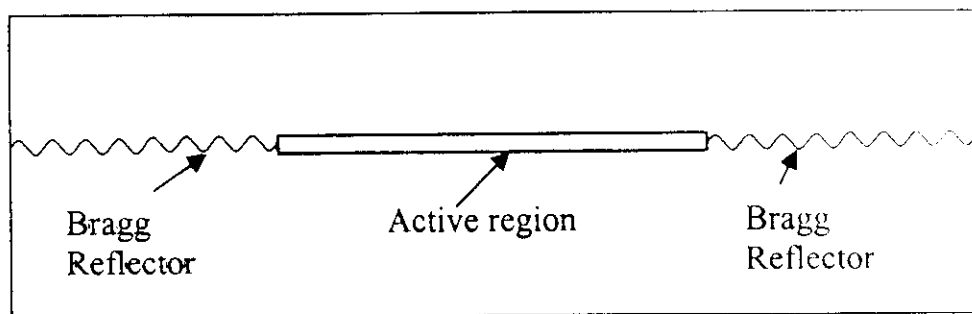 Bragg
Reflector
Active region
Bragg
Reflector